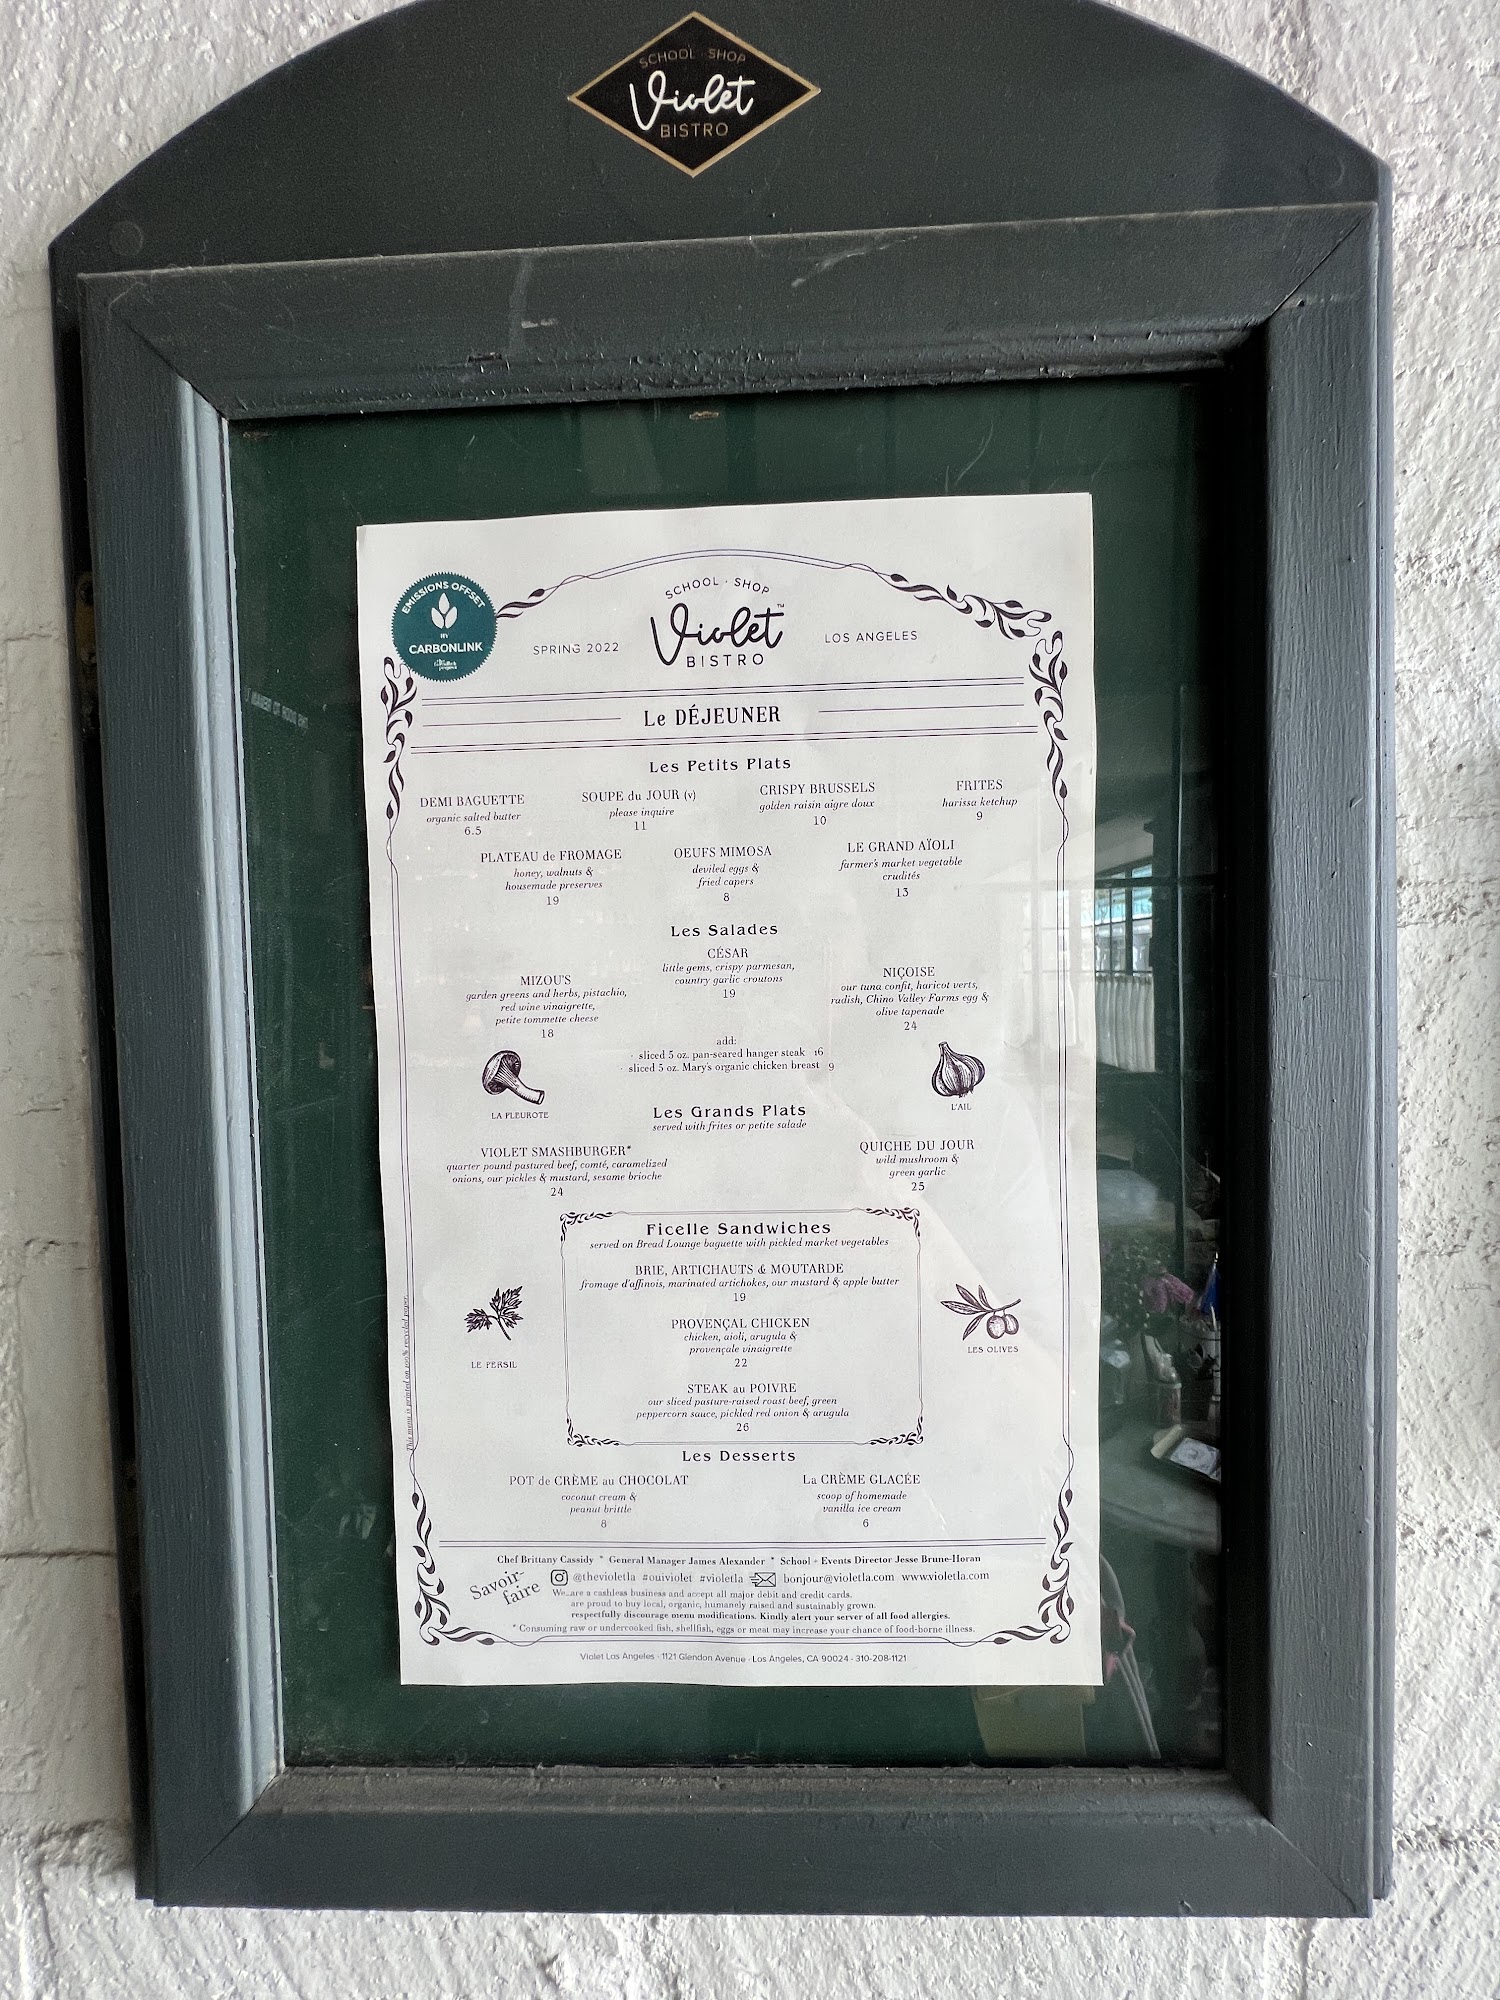 SCHOOL · SHOP
Violet
BISTRO
EMISSIONS OFFSET
CARBONLINK
SCHOOL · SHOP
SPRING 2022
Violet™
LOS ANGELES
BISTRO
Le DÉJEUNER
Les Petits Plats
DEMI BAGUETTE
organic salted butter
6.5
SOUPE du JOUR (v)
please inquire
11
CRISPY BRUSSELS
golden raisin aigre doux
10
FRITES
harissa ketchup
9
PLATEAU de FROMAGE
honey, walnuts &
housemade preserves
19
OEUFS MIMOSA
deviled eggs &
fried capers
8
LE GRAND AÏOLI
farmer's market vegetable
crudités
13
Les Salades
MIZOU'S
garden greens and herbs, pistachio,
red wine vinaigrette,
petite tommette cheese
18
CÉSAR
little gems, crispy parmesan,
country garlic croutons
19
NIÇOISE
our tuna confit, haricot verts,
radish, Chino Valley Farms egg &
olive tapenade
24
add:
· sliced 5 oz. pan-seared hanger steak 16
· sliced 5 oz. Mary's organic chicken breast 9
LA PLEUROTE
L'AIL
Les Grands Plats
served with frites or petite salade
VIOLET SMASHBURGER*
quarter pound pastured beef, comté, caramelized
onions, our pickles & mustard, sesame brioche
24
QUICHE DU JOUR
wild mushroom &
green garlic
25
Ficelle Sandwiches
served on Bread Lounge baguette with pickled market vegetables
BRIE, ARTICHAUTS & MOUTARDE
fromage d'affinois, marinated artichokes, our mustard & apple butter
19
PROVENÇAL CHICKEN
chicken, aioli, arugula &
provençale vinaigrette
22
STEAK au POIVRE
our sliced pasture-raised roast beef, green
peppercorn sauce, pickled red onion & arugula
26
LE PERSIL
LES OLIVES
This menu is printed on 100% recycled paper.
Les Desserts
POT de CRÈME au CHOCOLAT
coconut cream &
peanut brittle
8
La CRÈME GLACÉE
scoop of homemade
vanilla ice cream
6
Chef Brittany Cassidy * General Manager James Alexander * School + Events Director Jesse Brune-Horan
Savoir-
faire
@thevioletla #ouiviolet #violetla bonjour@violetla.com www.violetla.com
We are a cashless business and accept all major debit and credit cards.
are proud to buy local, organic, humanely raised and sustainably grown.
respectfully discourage menu modifications. Kindly alert your server of all food allergies.
* Consuming raw or undercooked fish, shellfish, eggs or meat may increase your chance of food-borne illness.
Violet Los Angeles · 1121 Glendon Avenue · Los Angeles, CA 90024 · 310-208-1121